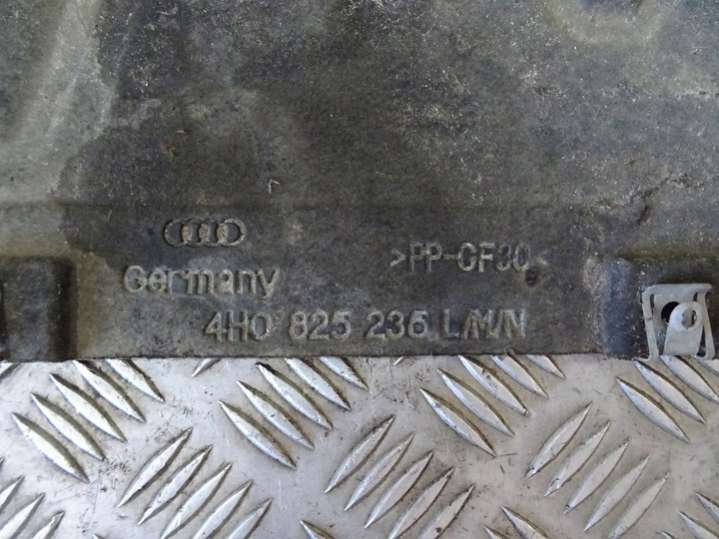 >PP-GF30<
Germany
4H0 825 236 L/M/N